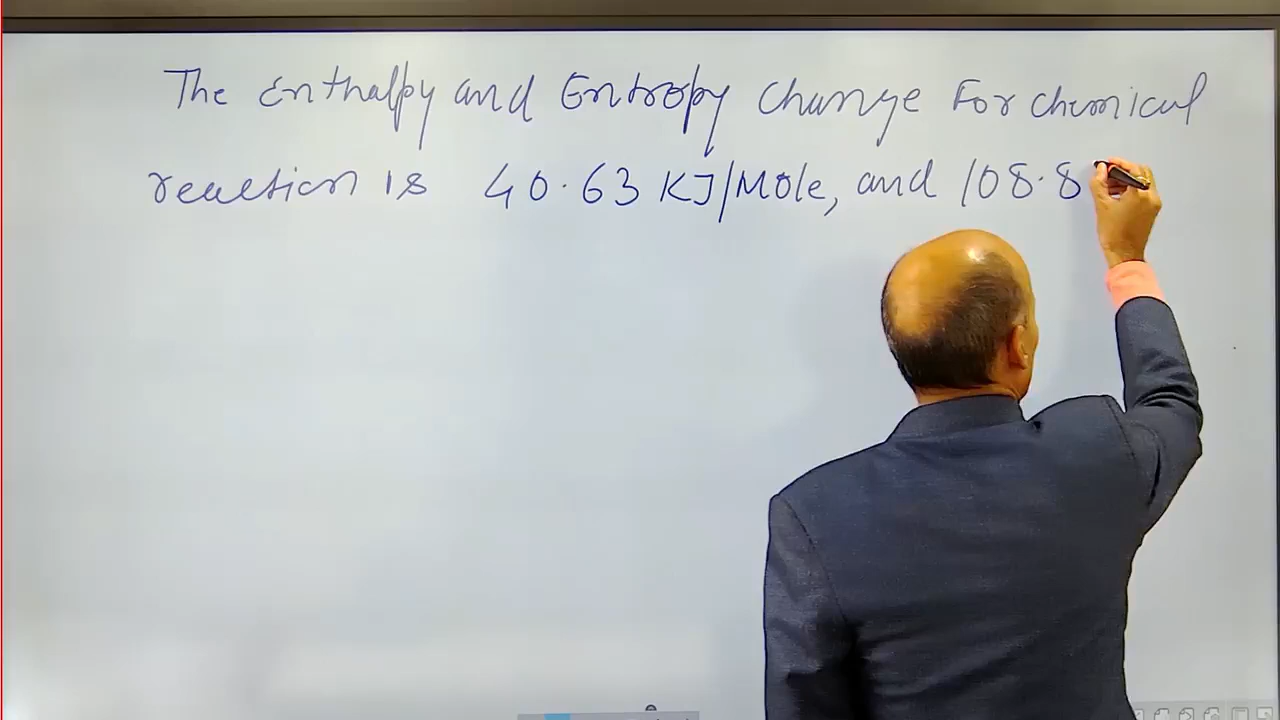 The Enthalpy and Entropy Change For chemical
reaction is 40.63 KJ/Mole, and 108.8